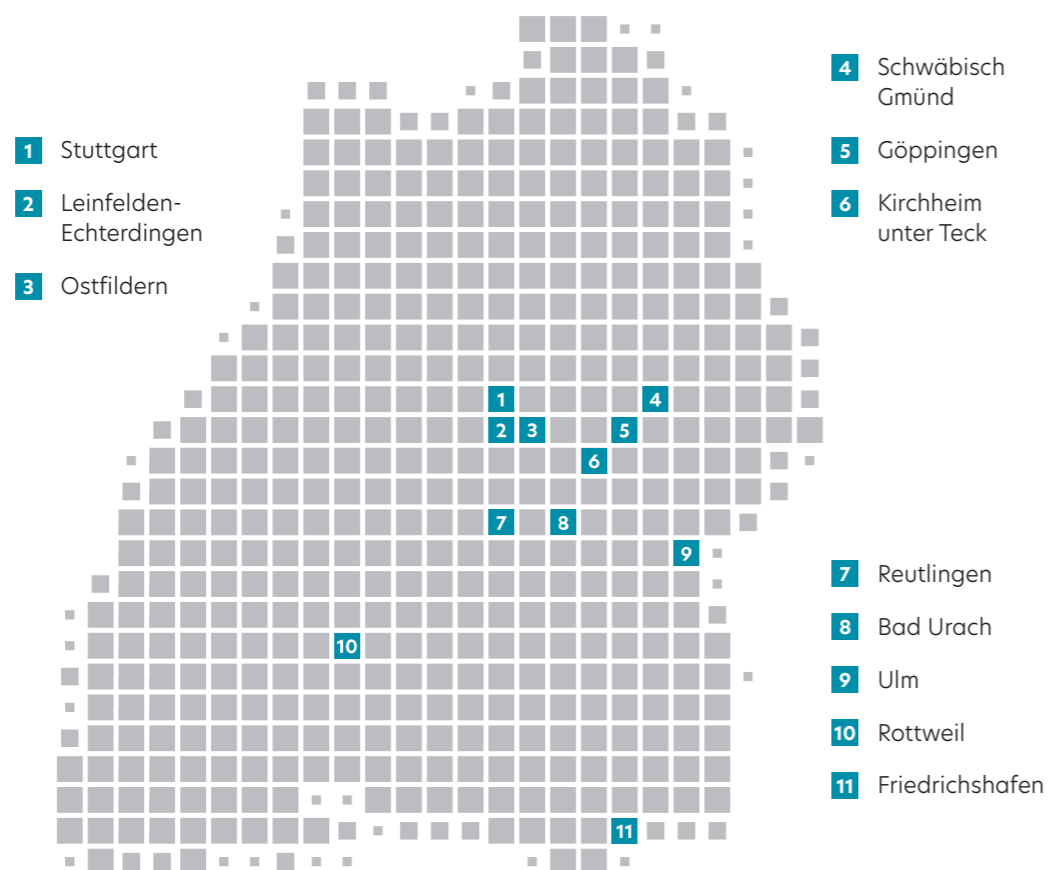 1 Stuttgart
2 Leinfelden-
Echterdingen
3 Ostfildern
4 Schwäbisch
Gmünd
5 Göppingen
6 Kirchheim
unter Teck
1 4
2 3 5
6
7 8
9
10
11
7 Reutlingen
8 Bad Urach
9 Ulm
10 Rottweil
11 Friedrichshafen